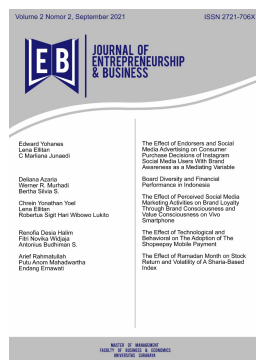 Volume 2 Nomor 2, September 2021
ISSN 2721-706X
EB
JOURNAL OF
ENTREPRENEURSHIP
& BUSINESS
Edward Yohanes
Lena Ellitan
C Marliana Junaedi
The Effect of Endorsers and Social
Media Advertising on Consumer
Purchase Decisions of Instagram
Social Media Users With Brand
Awareness as a Mediating Variable
Deliana Azaria
Werner R. Murhadi
Bertha Silvia S.
Board Diversity and Financial
Performance in Indonesia
Chrein Yonathan Yoel
Lena Ellitan
Robertus Sigit Hari Wibowo Lukito
The Effect of Perceived Social Media
Marketing Activities on Brand Loyalty
Through Brand Consciousness and
Value Consciousness on Vivo
Smartphone
Renofia Desia Halim
Fitri Novika Widjaja
Antonius Budhiman S.
The Effect of Technological and
Behavioral on The Adoption of The
Shopeepay Mobile Payment
Arief Rahmatullah
Putu Anom Mahadwartha
Endang Ernawati
The Effect of Ramadan Month on Stock
Return and Volatility of A Sharia-Based
Index
MASTER OF MANAGEMENT
FACULTY OF BUSINESS & ECONOMICS
UNIVERSITAS SURABAYA